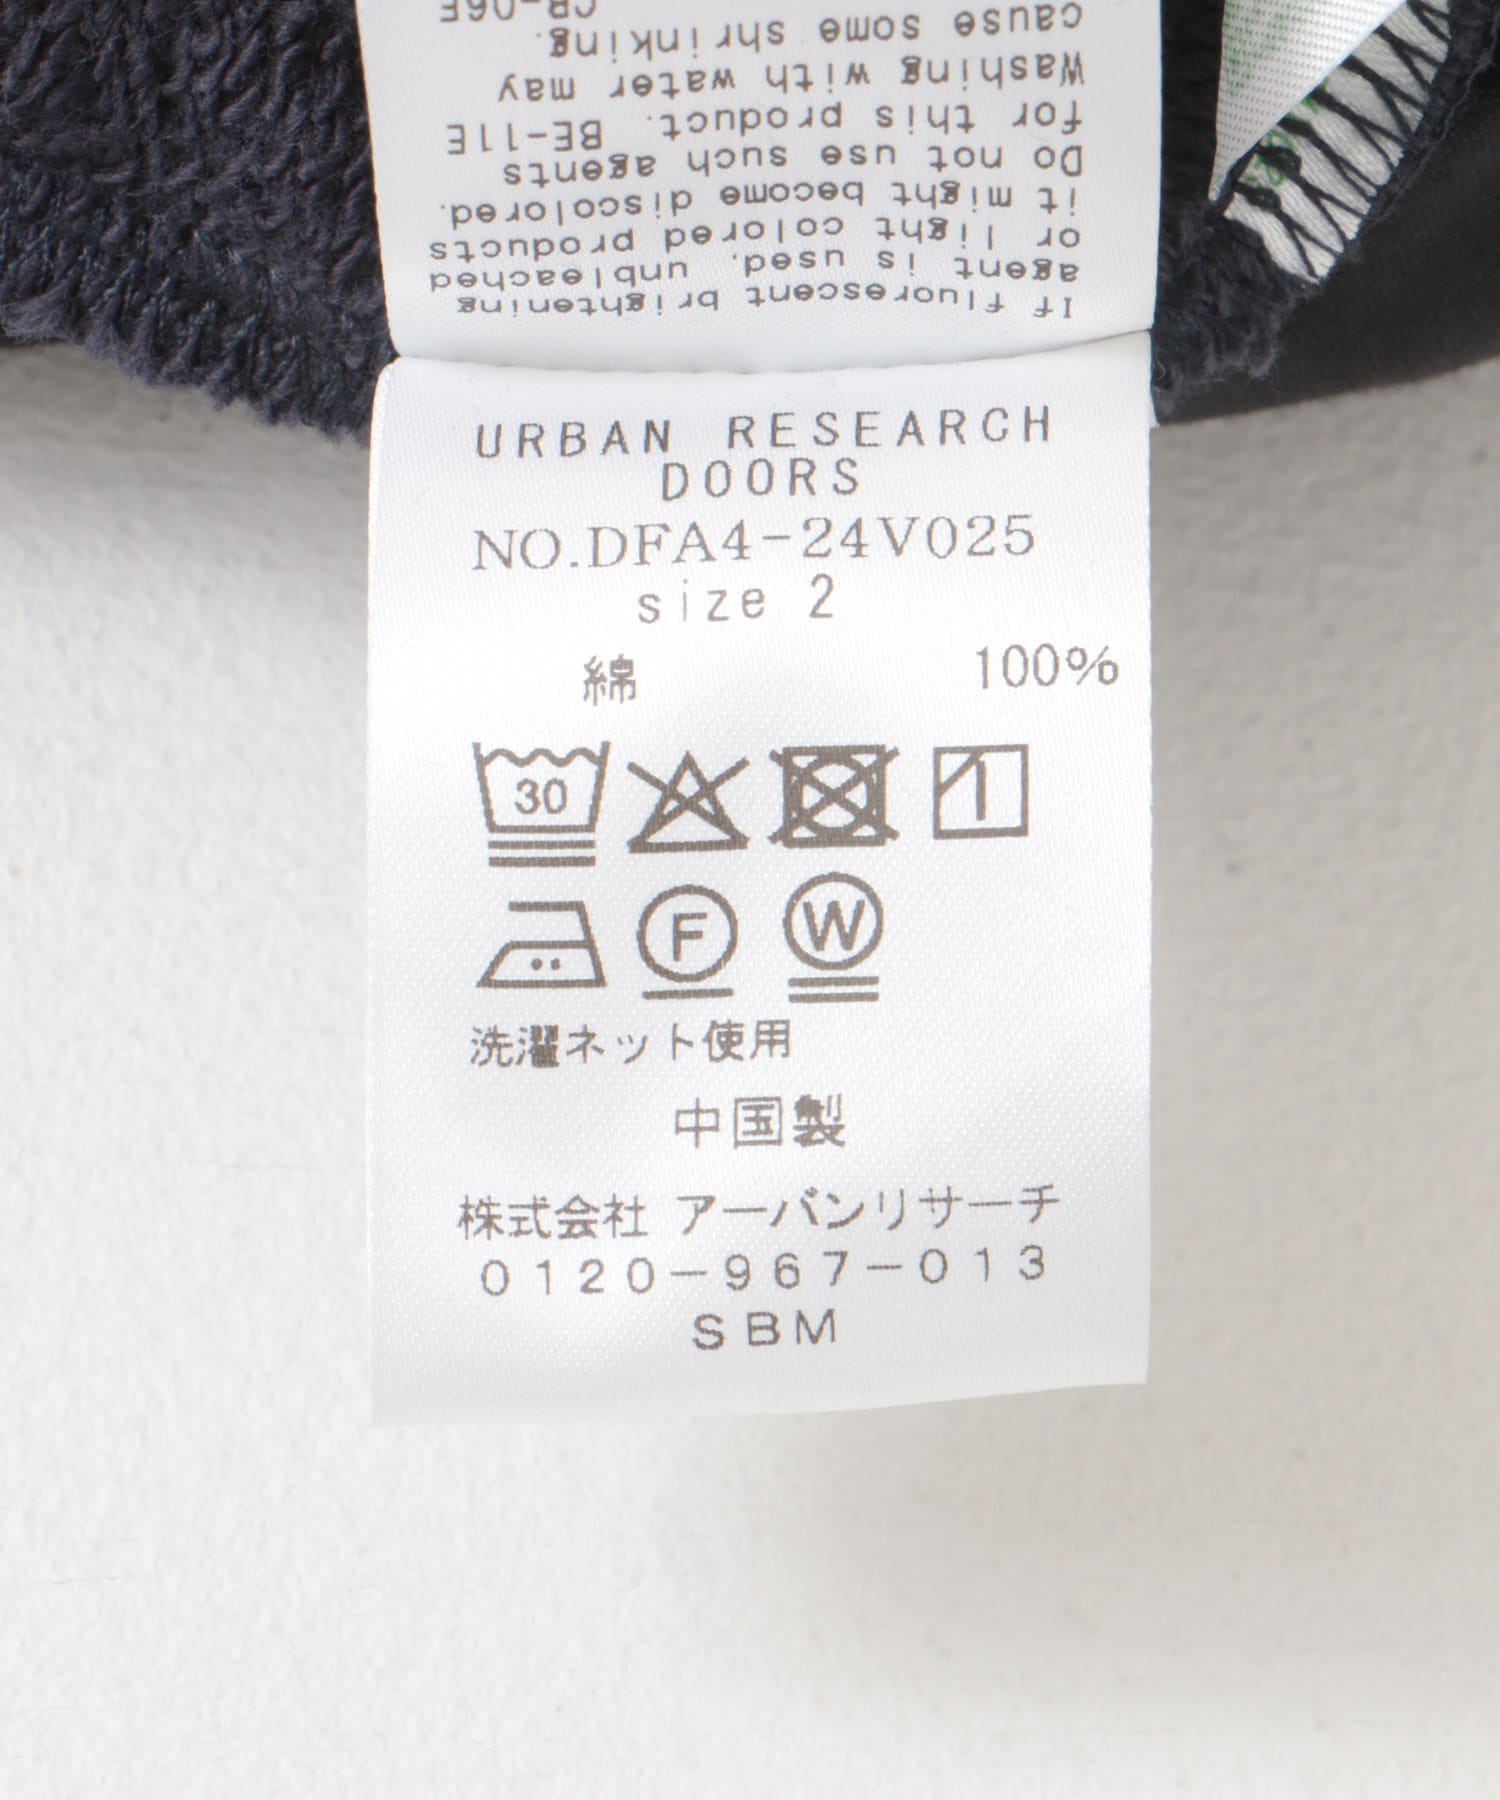 If fluorescent brightening
agent is used. unbleached
or light colored products
it might become discolored.
Do not use such agents
for this product. BE-11E
Washing with water may
cause some shrinking.
CB-06E
URBAN RESEARCH
DOORS
NO.DFA4-24V025
size 2
綿 100%
30
F W
洗濯ネット使用
中国製
株式会社 アーバンリサーチ
0120-967-013
SBM